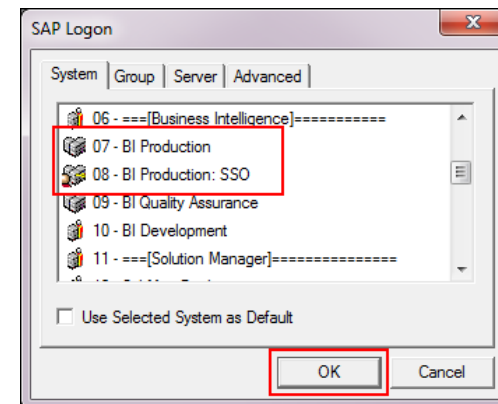 SAP Logon
System Group Server Advanced
06 - ===[Business Intelligence]===========
07 - BI Production
08 - BI Production: SSO
09 - BI Quality Assurance
10 - BI Development
11 - ===[Solution Manager]===============
Use Selected System as Default
OK Cancel